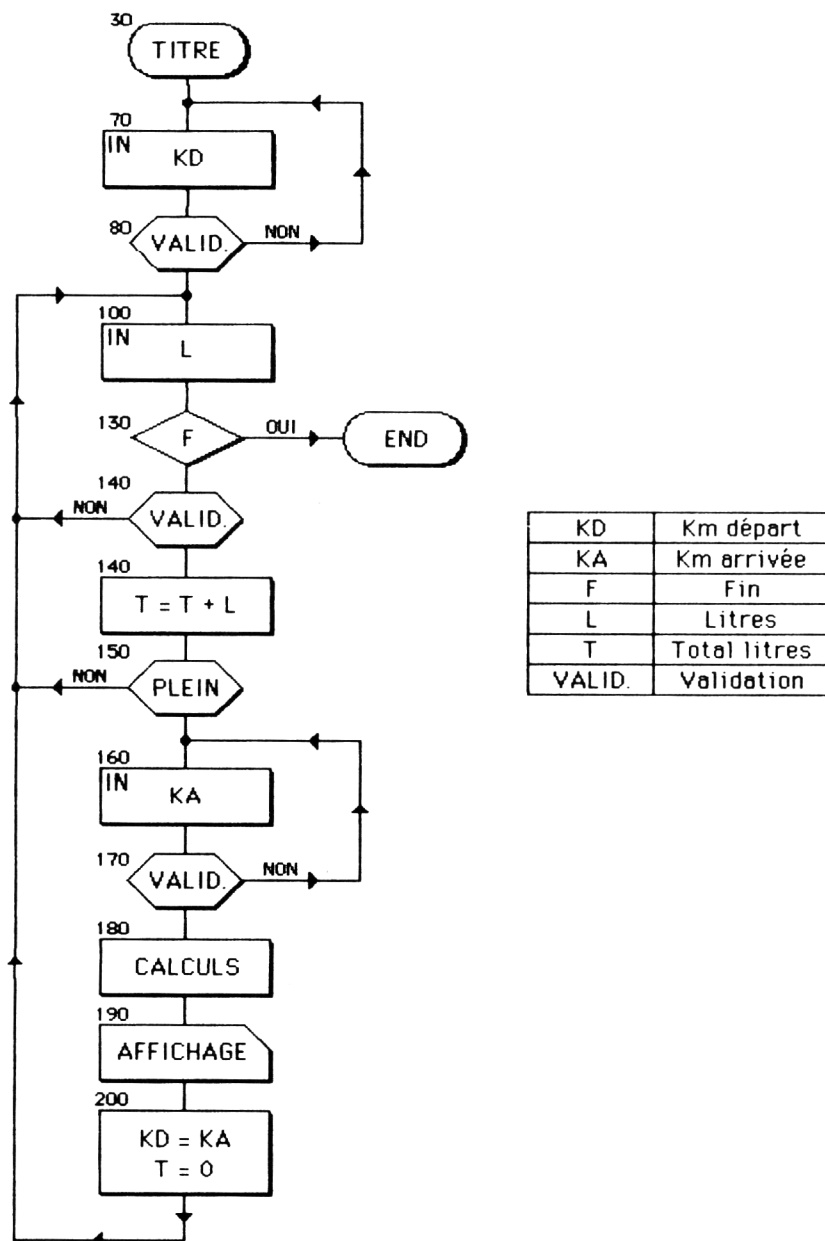 30
TITRE
70
IN
KD
80
VALID.
NON
100
IN
L
130
F
OUI
END
140
NON
VALID.
140
T = T + L
150
NON
PLEIN
160
IN
KA
170
VALID.
NON
180
CALCULS
190
AFFICHAGE
200
KD = KA
T = 0
KD Km départ
KA Km arrivée
F Fin
L Litres
T Total litres
VALID. Validation